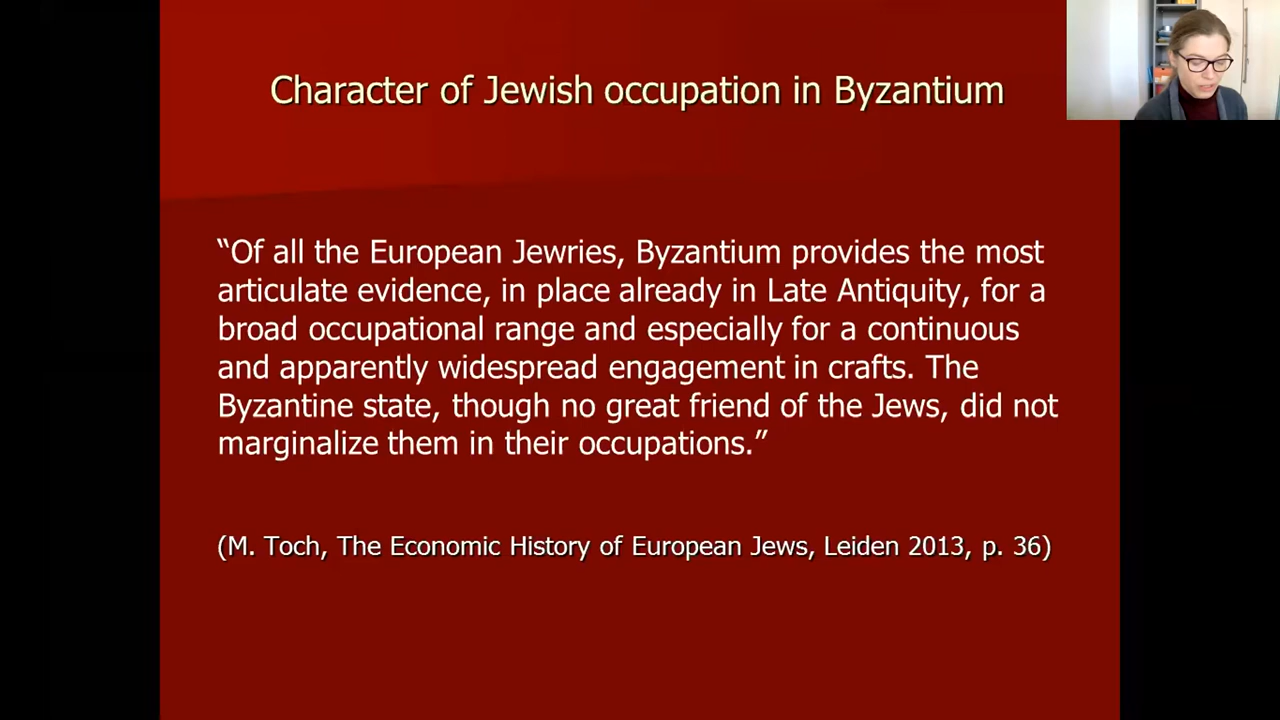 Character of Jewish occupation in Byzantium
“Of all the European Jewries, Byzantium provides the most
articulate evidence, in place already in Late Antiquity, for a
broad occupational range and especially for a continuous
and apparently widespread engagement in crafts. The
Byzantine state, though no great friend of the Jews, did not
marginalize them in their occupations.”
(M. Toch, The Economic History of European Jews, Leiden 2013, p. 36)